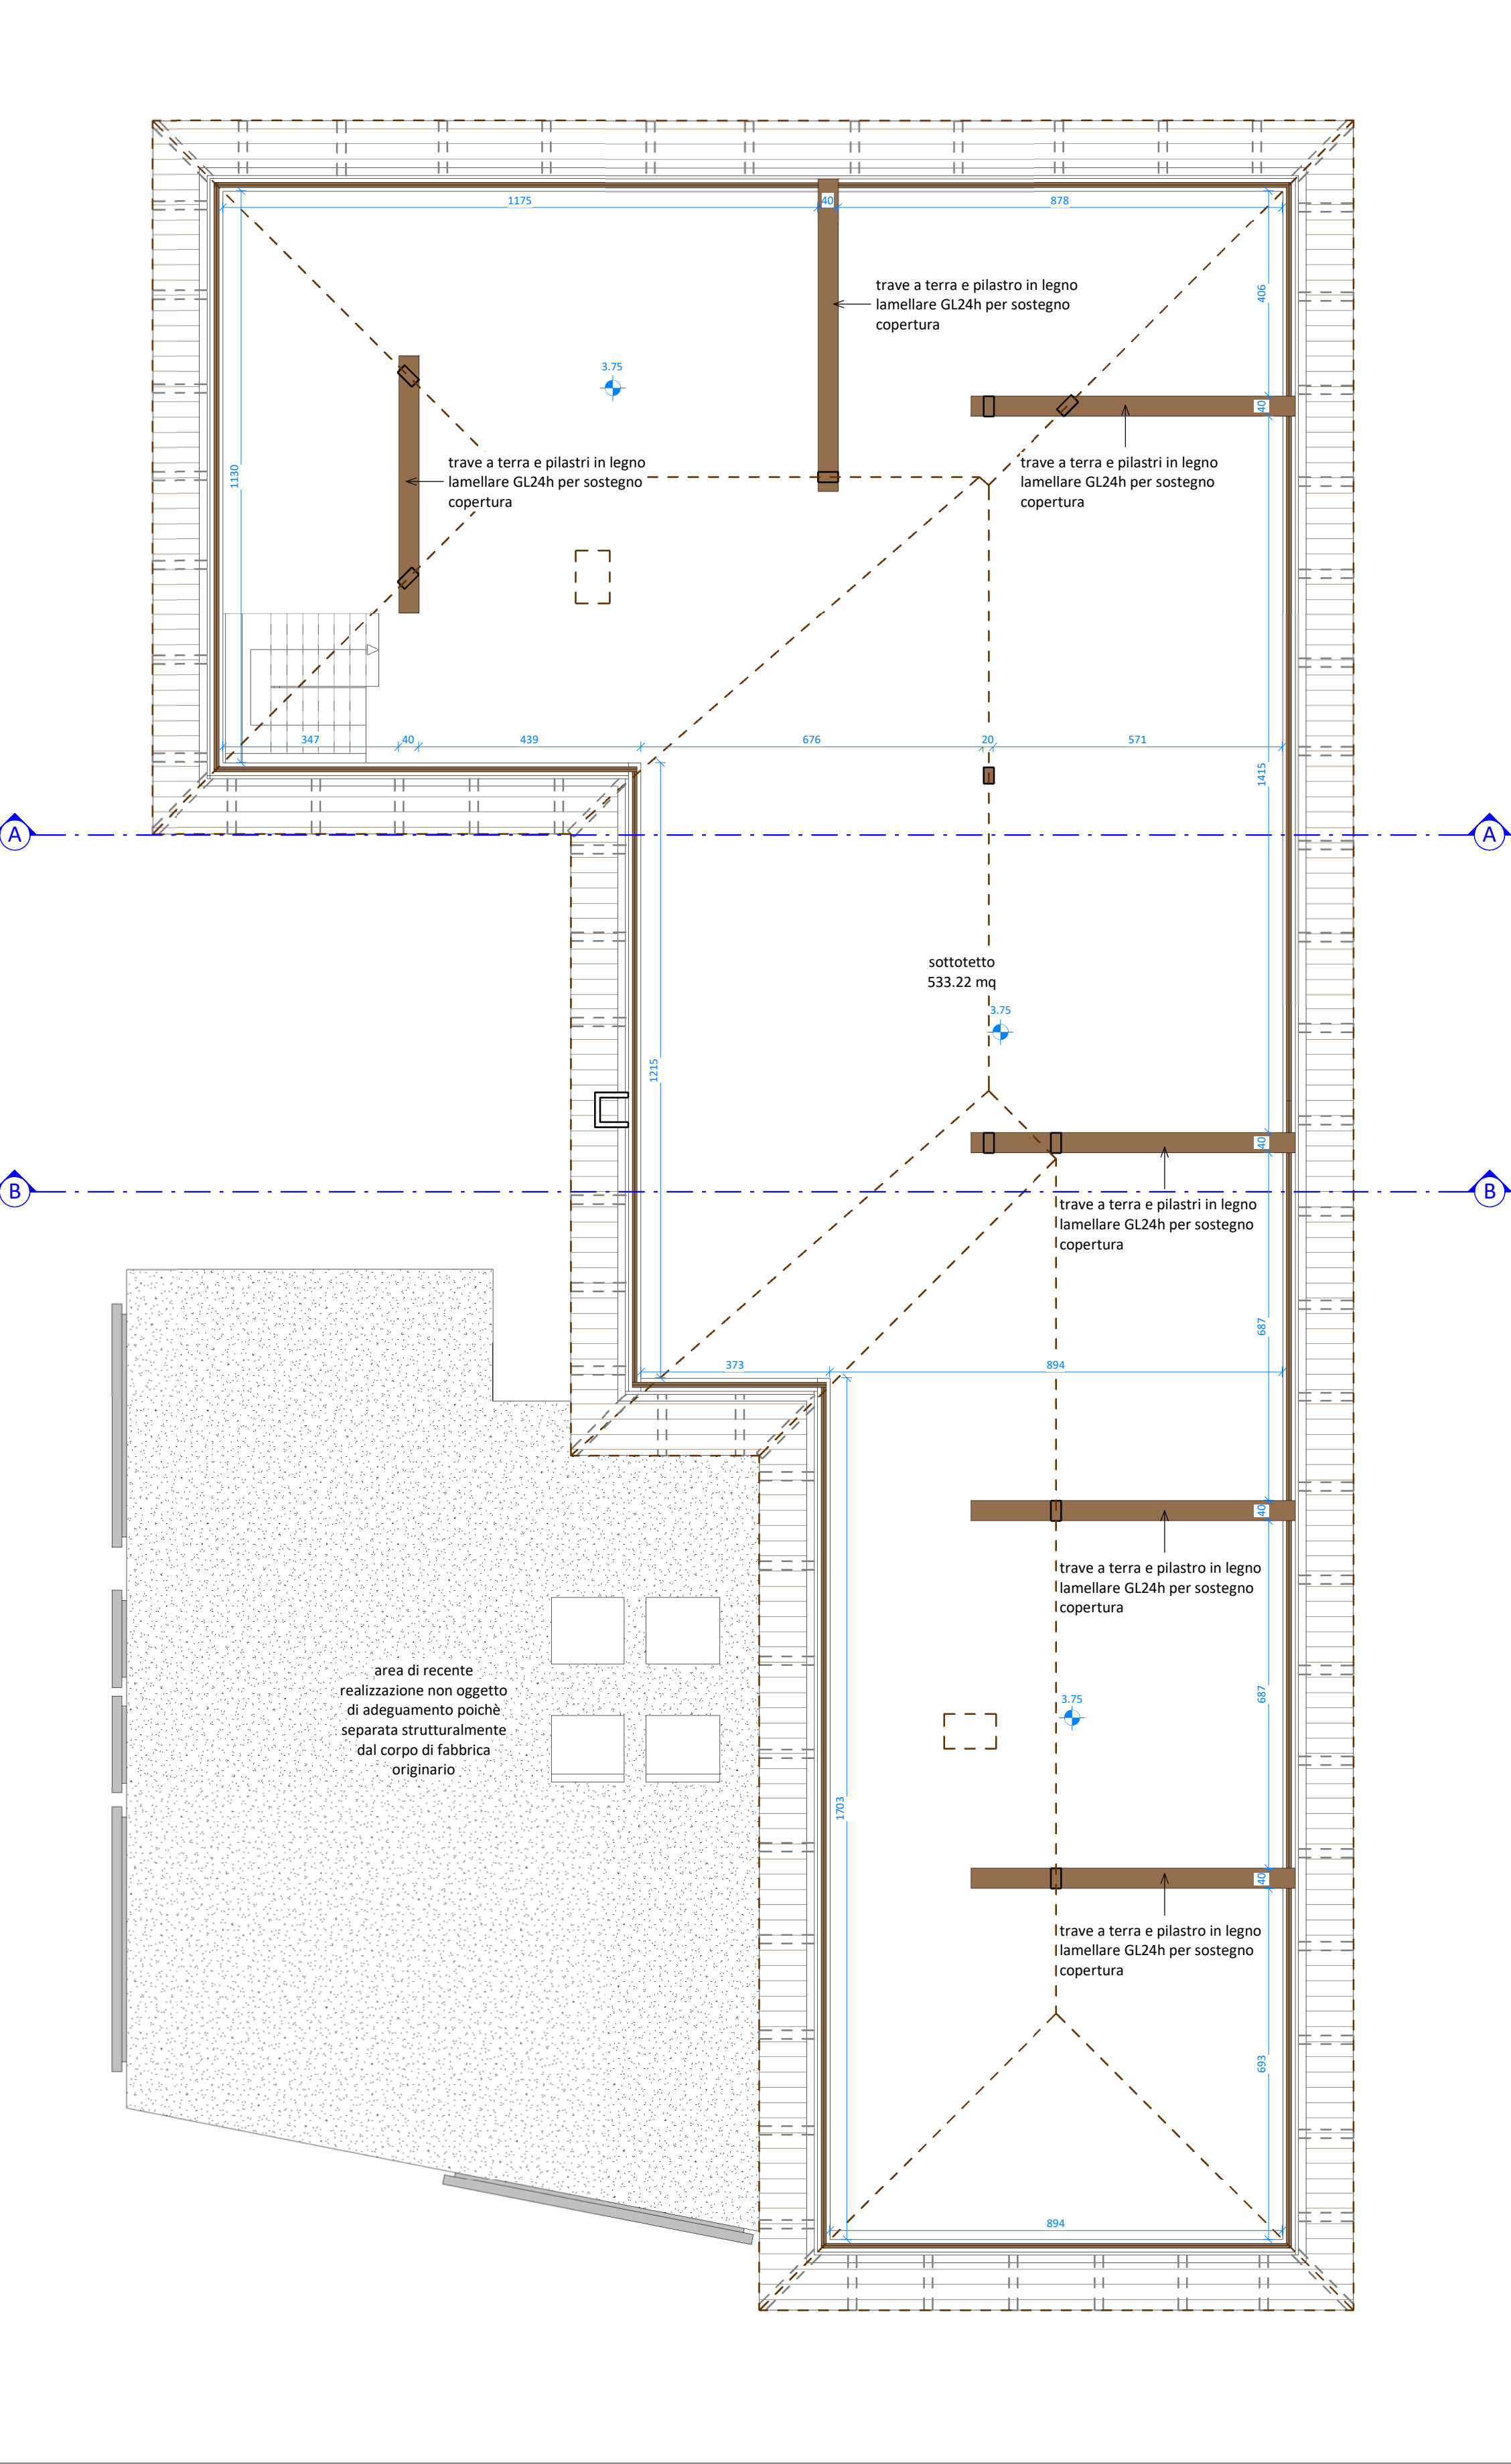 1175
40
878
406
trave a terra e pilastro in legno
lamellare GL24h per sostegno
copertura
3.75
40
1130
trave a terra e pilastri in legno
lamellare GL24h per sostegno
copertura
trave a terra e pilastri in legno
lamellare GL24h per sostegno
copertura
347
40
439
676
20
571
1415
A
A
sottotetto
533.22 mq
3.75
1215
40
B
B
trave a terra e pilastri in legno
lamellare GL24h per sostegno
copertura
687
373
894
40
trave a terra e pilastro in legno
lamellare GL24h per sostegno
copertura
area di recente
realizzazione non oggetto
di adeguamento poichè
separata strutturalmente
dal corpo di fabbrica
originario
687
3.75
1703
40
trave a terra e pilastro in legno
lamellare GL24h per sostegno
copertura
693
894